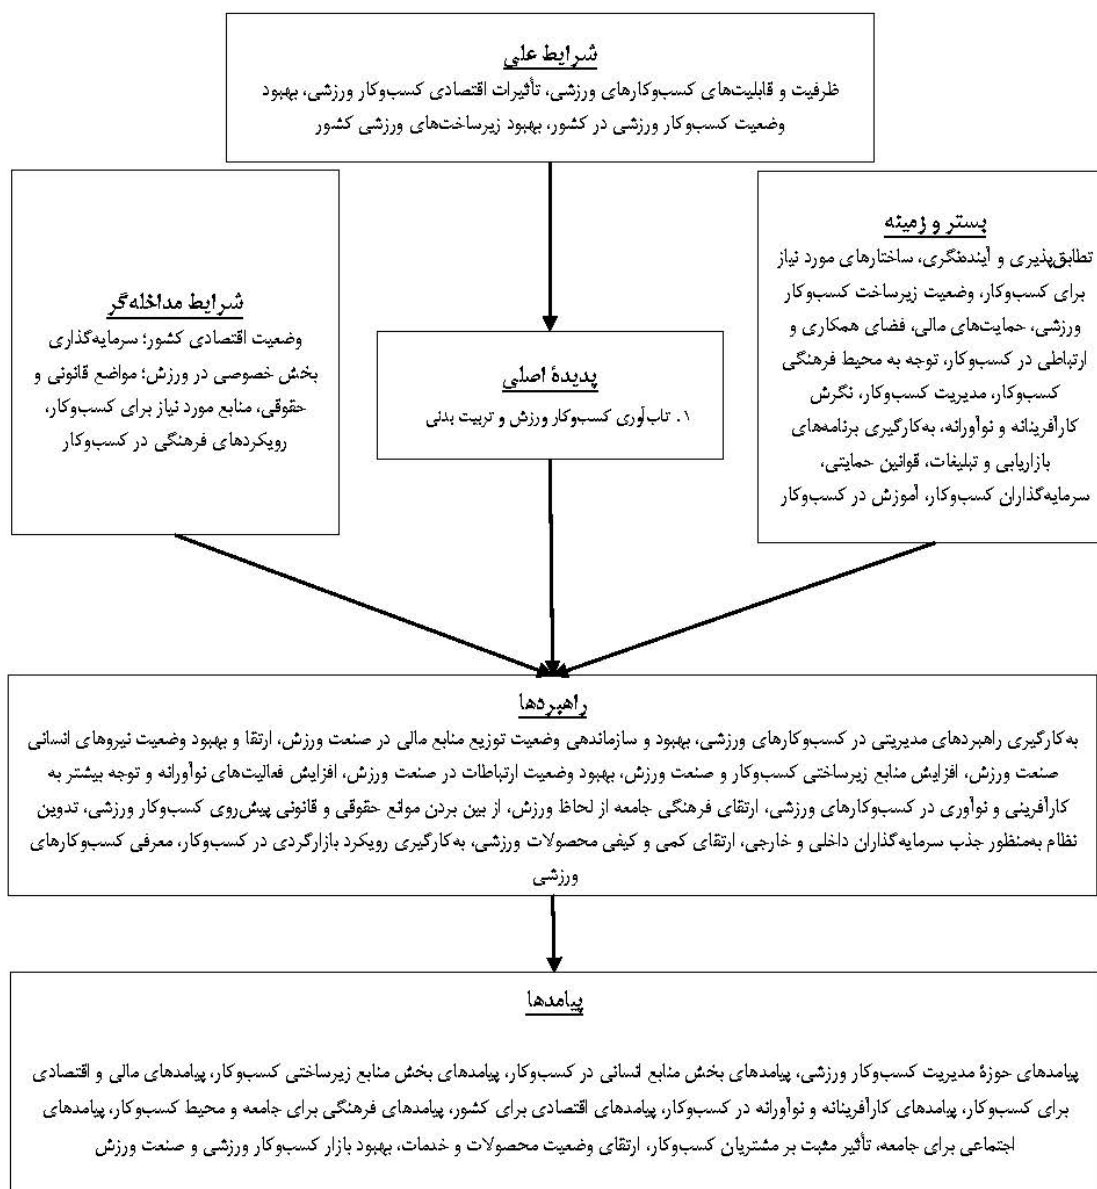 شرایط علی
ظرفیت و قابلیت‌های کسب‌وکارهای ورزشی، تأثیرات اقتصادی کسب‌وکار ورزشی، بهبود
وضعیت کسب‌وکار ورزشی در کشور، بهبود زیرساخت‌های ورزشی کشور
بستر و زمینه
تطابق‌پذیری و آینده‌نگری، ساختارهای مورد نیاز
برای کسب‌وکار، وضعیت زیرساخت کسب‌وکار
ورزشی، حمایت‌های مالی، فضای همکاری و
ارتباطی در کسب‌وکار، توجه به محیط فرهنگی
کسب‌وکار، مدیریت کسب‌وکار، نگرش
کارآفرینانه و نوآورانه، به‌کارگیری برنامه‌های
بازاریابی و تبلیغات، قوانین حمایتی،
سرمایه‌گذاران کسب‌وکار، آموزش در کسب‌وکار
پدیدۀ اصلی
۱. تاب‌آوری کسب‌وکار ورزش و تربیت بدنی
شرایط مداخله‌گر
وضعیت اقتصادی کشور؛ سرمایه‌گذاری
بخش خصوصی در ورزش؛ مواضع قانونی و
حقوقی، منابع مورد نیاز برای کسب‌وکار،
رویکردهای فرهنگی در کسب‌وکار
راهبردها
به‌کارگیری راهبردهای مدیریتی در کسب‌وکارهای ورزشی، بهبود و سازماندهی وضعیت توزیع منابع مالی در صنعت ورزش، ارتقا و بهبود وضعیت نیروهای انسانی
صنعت ورزش، افزایش منابع زیرساختی کسب‌وکار و صنعت ورزش، بهبود وضعیت ارتباطات در صنعت ورزش، افزایش فعالیت‌های نوآورانه و توجه بیشتر به
کارآفرینی و نوآوری در کسب‌وکارهای ورزشی، ارتقای فرهنگی جامعه از لحاظ ورزش، از بین بردن موانع حقوقی و قانونی پیش‌روی کسب‌وکار ورزشی، تدوین
نظام به‌منظور جذب سرمایه‌گذاران داخلی و خارجی، ارتقای کمی و کیفی محصولات ورزشی، به‌کارگیری رویکرد بازارگردی در کسب‌وکار، معرفی کسب‌وکارهای
ورزشی
پیامدها
پیامدهای حوزۀ مدیریت کسب‌وکار ورزشی، پیامدهای بخش منابع انسانی در کسب‌وکار، پیامدهای بخش منابع زیرساختی کسب‌وکار، پیامدهای مالی و اقتصادی
برای کسب‌وکار، پیامدهای کارآفرینانه و نوآورانه در کسب‌وکار، پیامدهای اقتصادی برای کشور، پیامدهای فرهنگی برای جامعه و محیط کسب‌وکار، پیامدهای
اجتماعی برای جامعه، تأثیر مثبت بر مشتریان کسب‌وکار، ارتقای وضعیت محصولات و خدمات، بهبود بازار کسب‌وکار ورزشی و صنعت ورزش